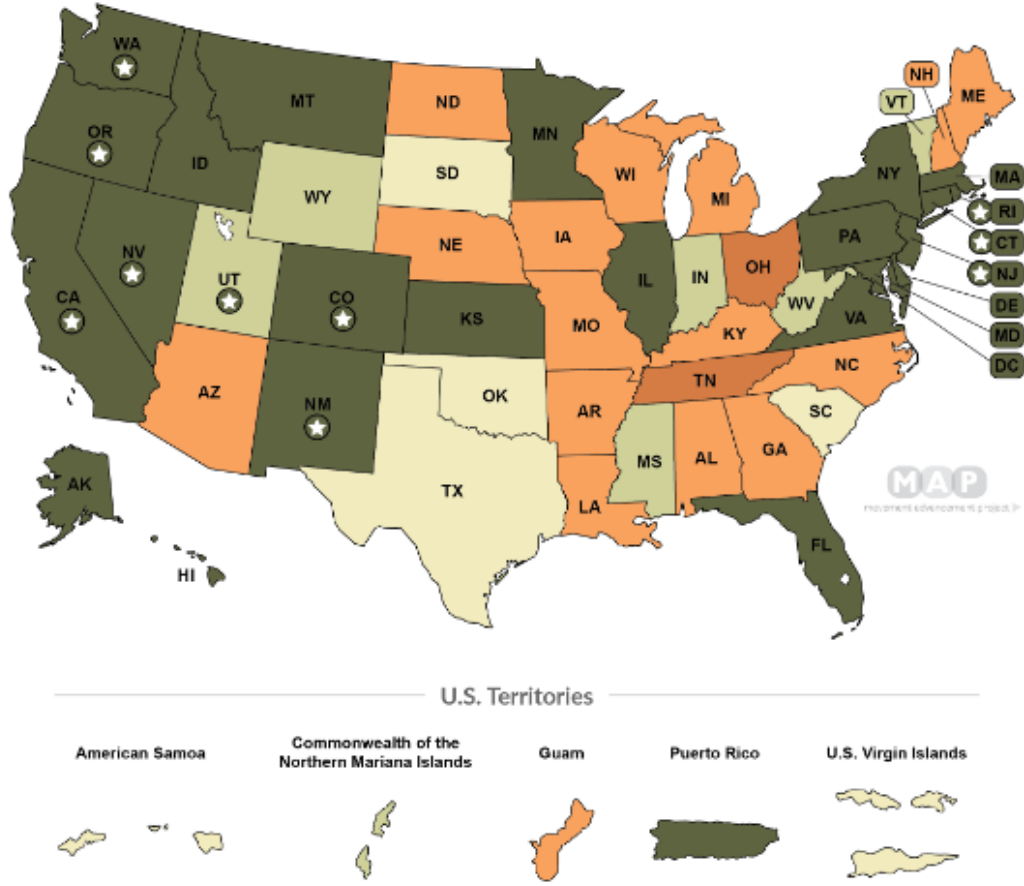 WA
MT
ND
MN
OR
ID
SD
WY
WI
MI
NH
VT
ME
NY
MA
RI
CT
NJ
DE
MD
DC
NV
UT
CO
NE
IA
IL
IN
OH
PA
CA
KS
MO
KY
WV
VA
AZ
NM
OK
AR
TN
NC
SC
TX
LA
MS
AL
GA
FL
AK
HI
MAP
movement advancement project
U.S. Territories
American Samoa
Commonwealth of the
Northern Mariana Islands
Guam
Puerto Rico
U.S. Virgin Islands